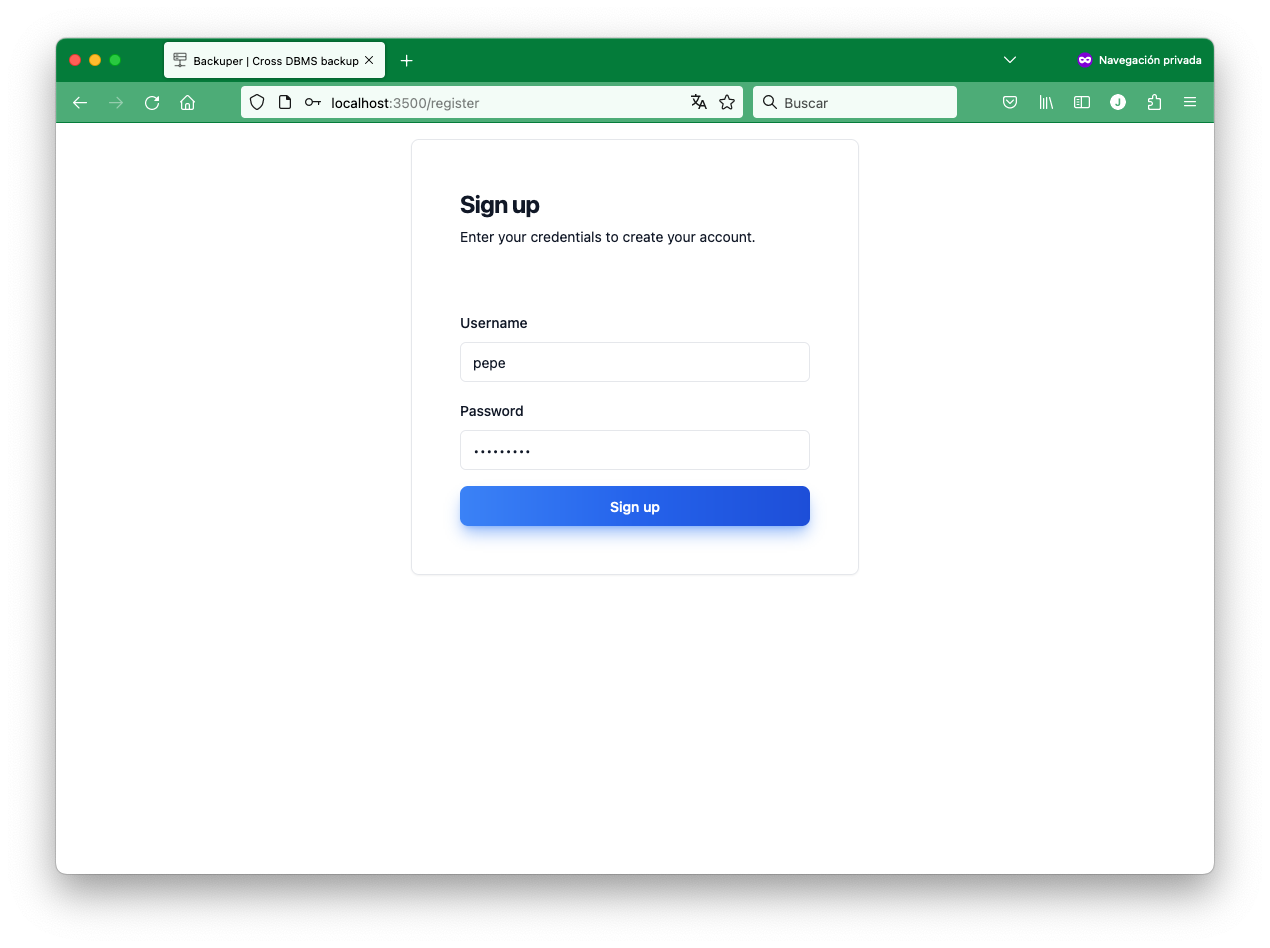 Backuper | Cross DBMS backup
Navegación privada
localhost:3500/register
Buscar
J
Sign up
Enter your credentials to create your account.
Username
pepe
Password
•••••••••
Sign up